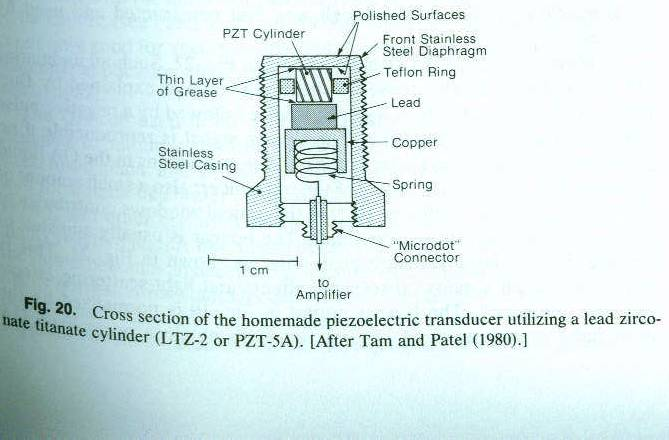 Polished Surfaces
PZT Cylinder
Front Stainless
Steel Diaphragm
Thin Layer
of Grease
Teflon Ring
Lead
Copper
Stainless
Steel Casing
Spring
"Microdot"
Connector
1 cm
to
Amplifier
Fig. 20. Cross section of the homemade piezoelectric transducer utilizing a lead zirco-
nate titanate cylinder (LTZ-2 or PZT-5A). [After Tam and Patel (1980).]